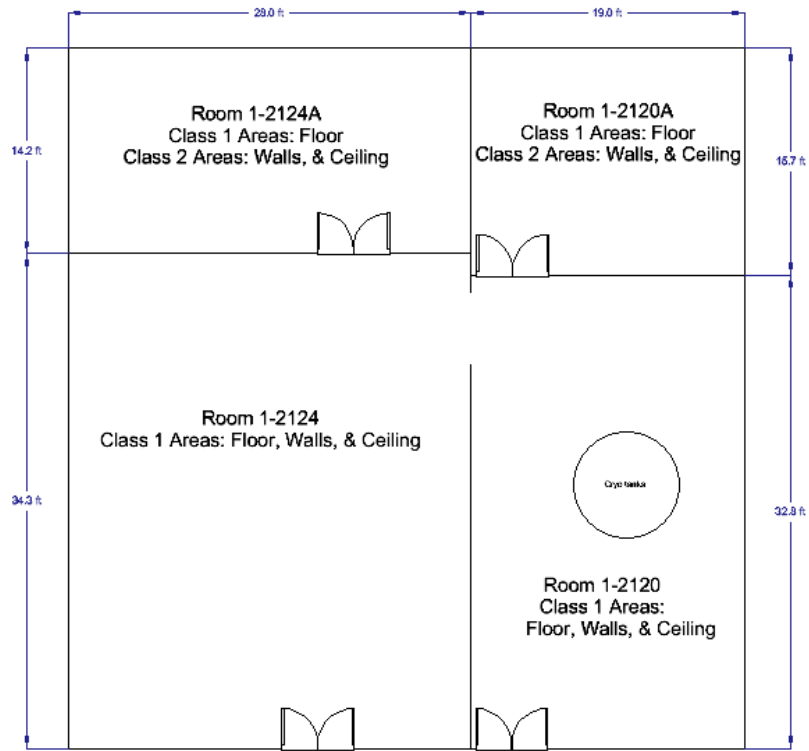 28.0 ft
19.0 ft
Room 1-2124A
Class 1 Areas: Floor
Class 2 Areas: Walls, & Ceiling
Room 1-2120A
Class 1 Areas: Floor
Class 2 Areas: Walls, & Ceiling
14.2 ft
15.7 ft
Room 1-2124
Class 1 Areas: Floor, Walls, & Ceiling
Cryo tanks
34.3 ft
32.8 ft
Room 1-2120
Class 1 Areas:
Floor, Walls, & Ceiling